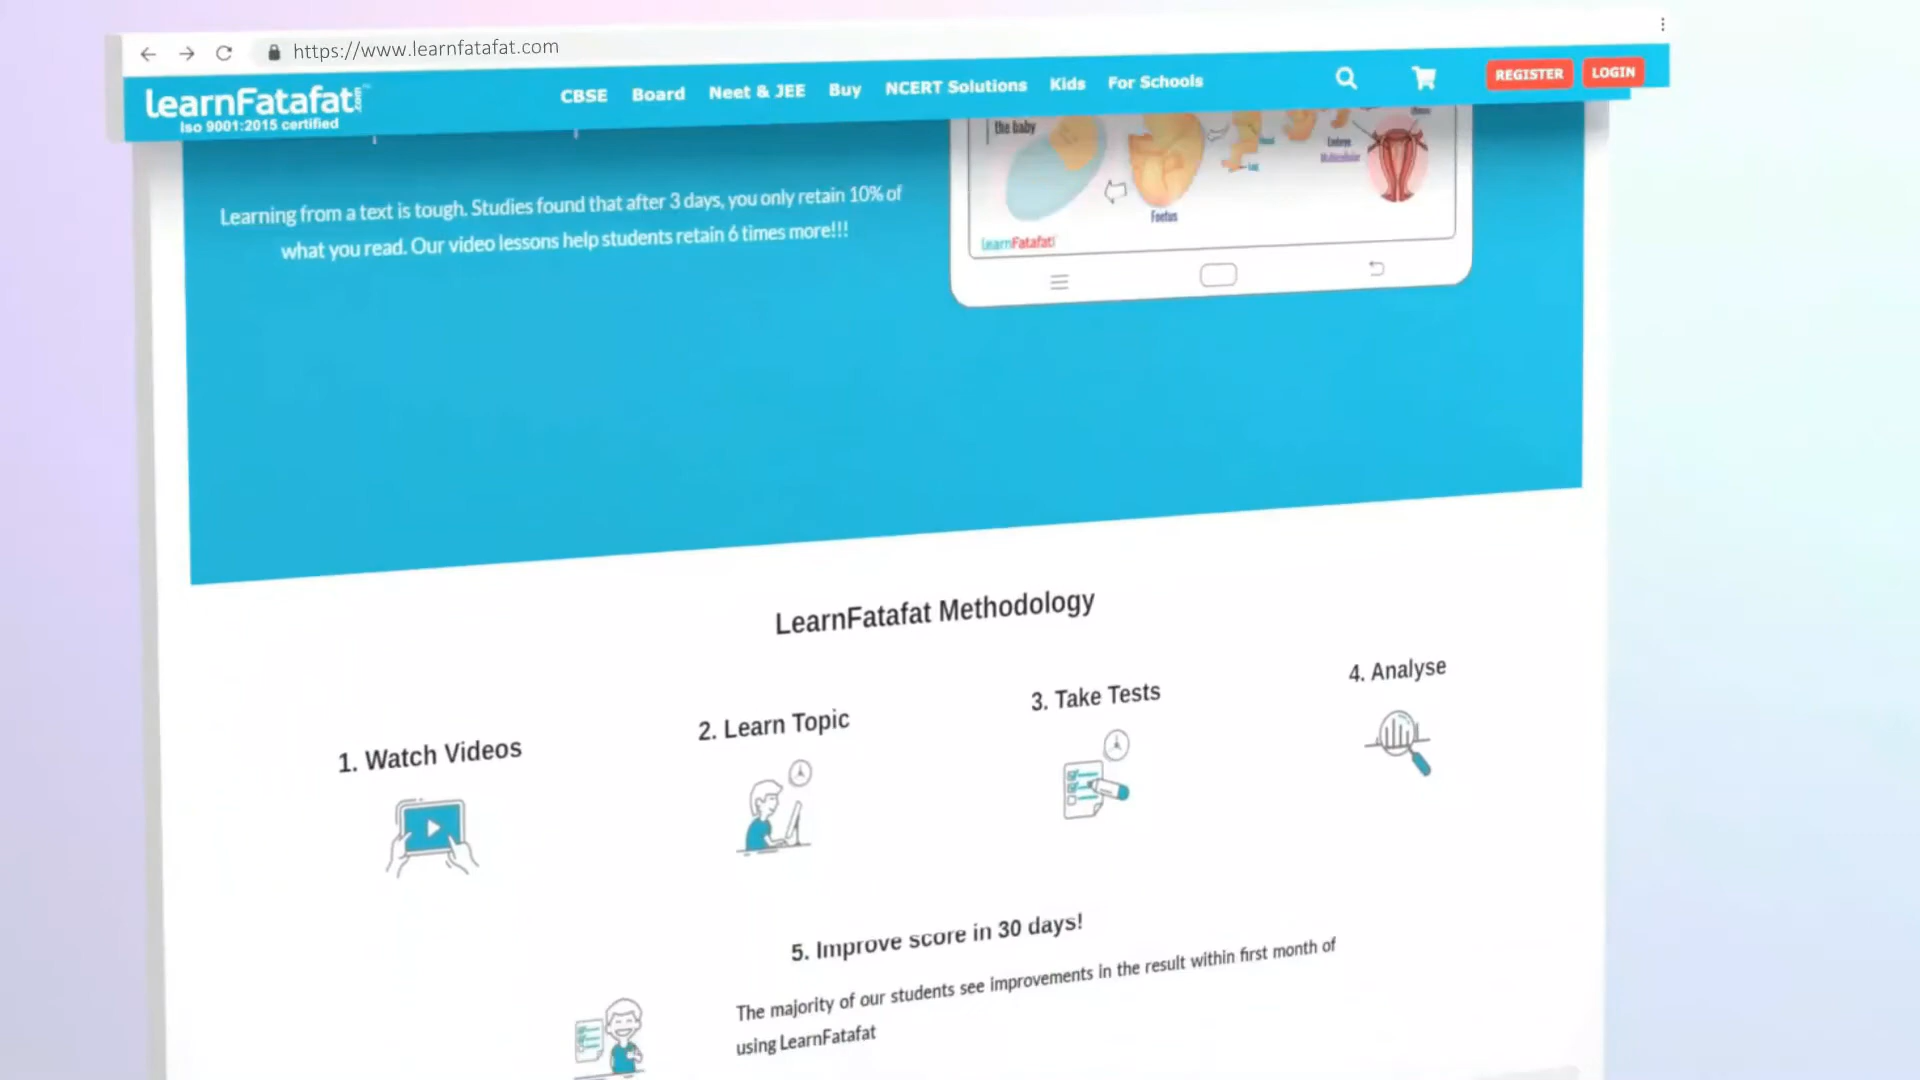 https://www.learnfatafat.com
learnFatafat.com
Iso 9001:2015 certified
CBSE Board Neet & JEE Buy NCERT Solutions Kids For Schools
REGISTER LOGIN
the baby
Embryo
Multicellular
Foetus
learnFatafat
Learning from a text is tough. Studies found that after 3 days, you only retain 10% of
what you read. Our video lessons help students retain 6 times more!!!
LearnFatafat Methodology
1. Watch Videos
2. Learn Topic
3. Take Tests
4. Analyse
5. Improve score in 30 days!
The majority of our students see improvements in the result within first month of
using LearnFatafat